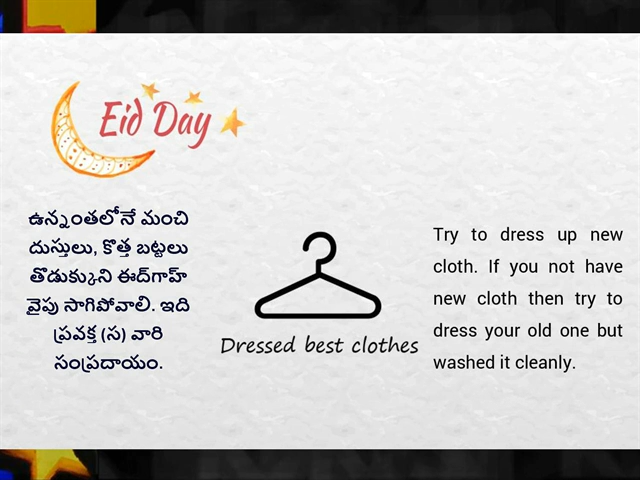 Eid Day
ఉన్నంతలోనే మంచి
దుస్తులు, కొత్త బట్టలు
తొడుక్కుని ఈద్‌గాహ్
వైపు సాగిపోవాలి. ఇది
ప్రవక్త (స) వారి
సంప్రదాయం.
Dressed best clothes
Try to dress up new
cloth. If you not have
new cloth then try to
dress your old one but
washed it cleanly.